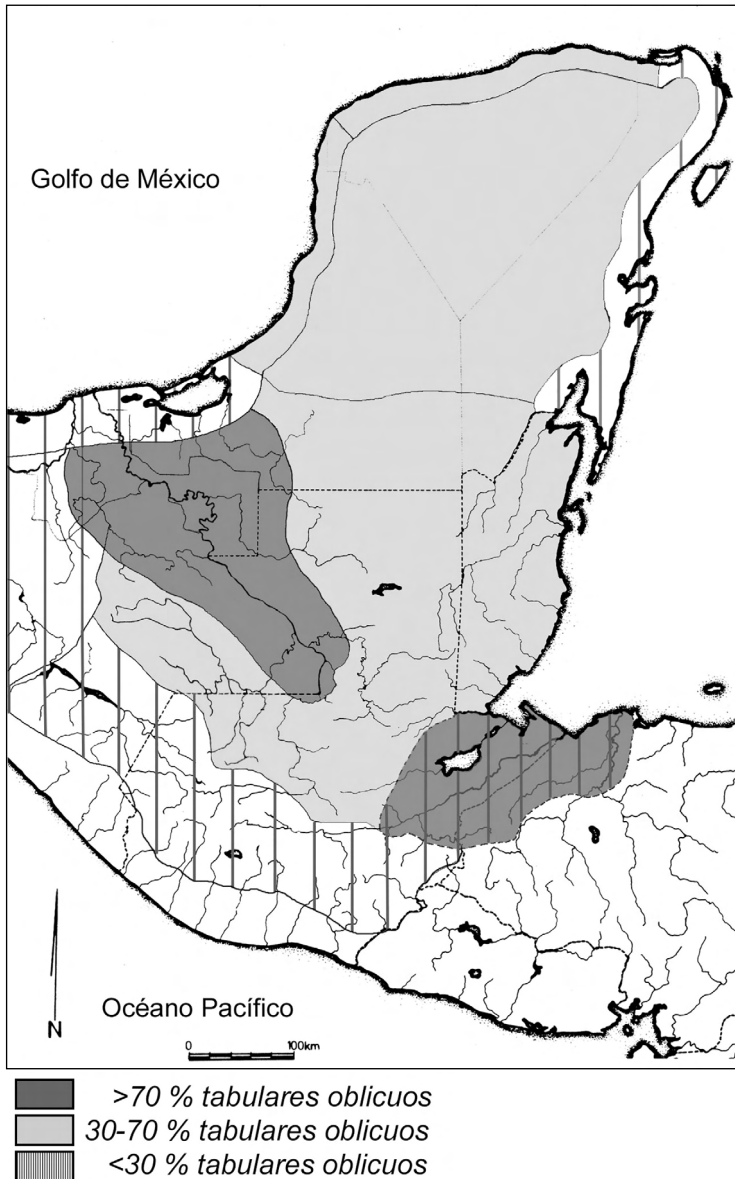 Golfo de México
Océano Pacífico
N
0 100km
>70 % tabulares oblicuos
30-70 % tabulares oblicuos
<30 % tabulares oblicuos